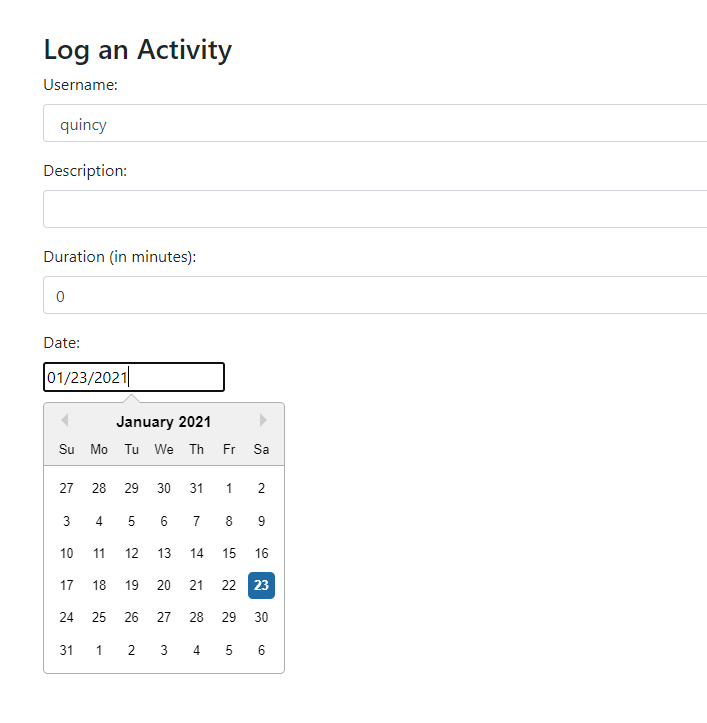 Log an Activity
Username:
quincy
Description:
Duration (in minutes):
0
Date:
01/23/2021
January 2021
Su Mo Tu We Th Fr Sa
27 28 29 30 31 1 2
3 4 5 6 7 8 9
10 11 12 13 14 15 16
17 18 19 20 21 22 23
24 25 26 27 28 29 30
31 1 2 3 4 5 6